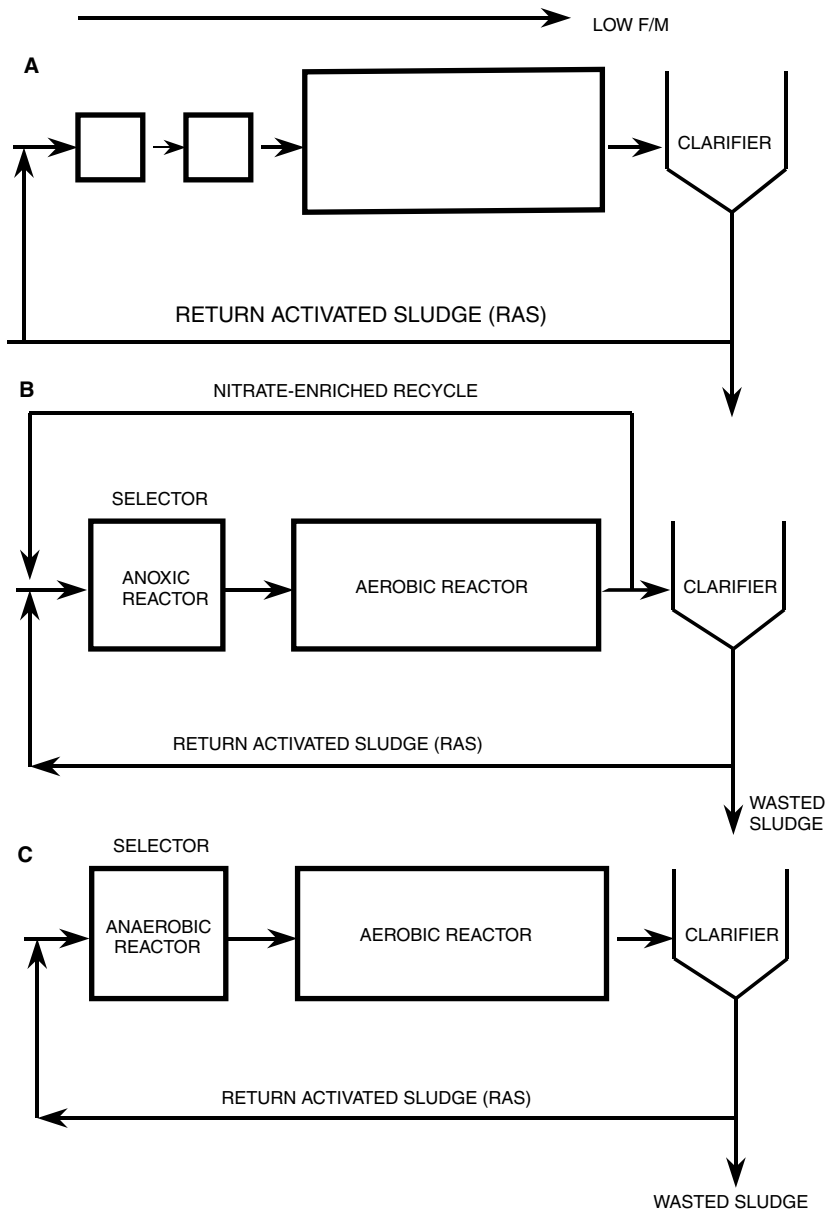 LOW F/M
A
CLARIFIER
RETURN ACTIVATED SLUDGE (RAS)
B
NITRATE-ENRICHED RECYCLE
SELECTOR
ANOXIC
REACTOR
AEROBIC REACTOR
CLARIFIER
RETURN ACTIVATED SLUDGE (RAS)
WASTED
SLUDGE
C
SELECTOR
ANAEROBIC
REACTOR
AEROBIC REACTOR
CLARIFIER
RETURN ACTIVATED SLUDGE (RAS)
WASTED SLUDGE